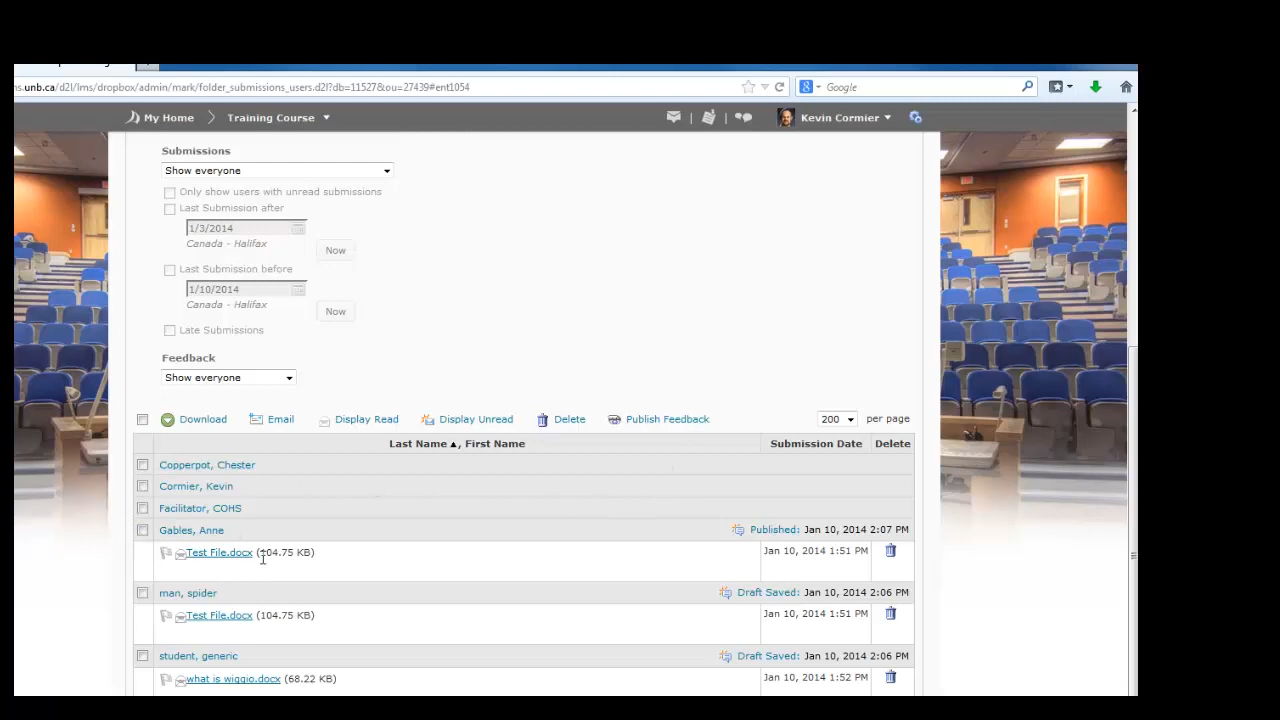 ms.unb.ca/d2l/lms/dropbox/admin/mark/folder_submissions_users.d2l?db=11527&ou=27439#ent1054
Google
My Home Training Course Kevin Cormier
Submissions
Show everyone
Only show users with unread submissions
Last Submission after
1/3/2014
Canada - Halifax
Now
Last Submission before
1/10/2014
Canada - Halifax
Now
Late Submissions
Feedback
Show everyone
Download Email Display Read Display Unread Delete Publish Feedback 200 per page
Last Name ▲, First Name Submission Date Delete
Copperpot, Chester
Cormier, Kevin
Facilitator, COHS
Gables, Anne Published: Jan 10, 2014 2:07 PM
Test File.docx (104.75 KB) Jan 10, 2014 1:51 PM
man, spider Draft Saved: Jan 10, 2014 2:06 PM
Test File.docx (104.75 KB) Jan 10, 2014 1:51 PM
student, generic Draft Saved: Jan 10, 2014 2:06 PM
what is wiggio.docx (68.22 KB) Jan 10, 2014 1:52 PM